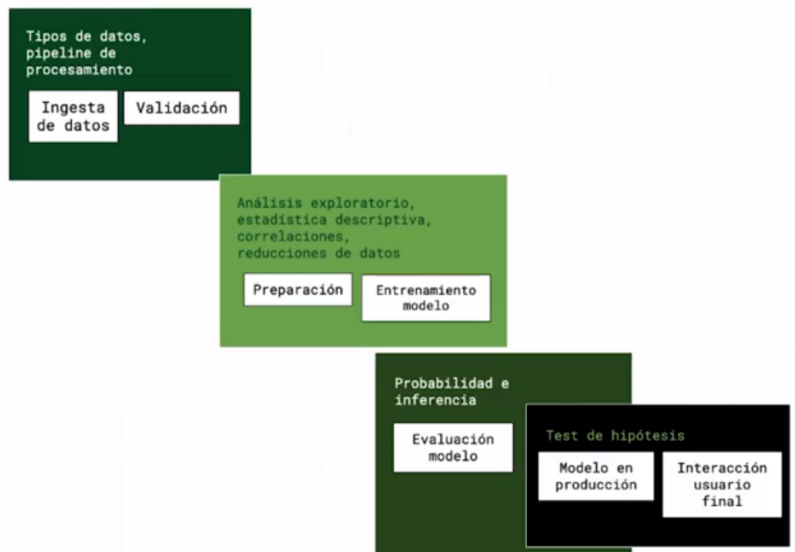 Tipos de datos,
pipeline de
procesamiento
Ingesta
de datos
Validación
Análisis exploratorio,
estadística descriptiva,
correlaciones,
reducciones de datos
Preparación
Entrenamiento
modelo
Probabilidad e
inferencia
Evaluación
modelo
Test de hipótesis
Modelo en
producción
Interacción
usuario
final